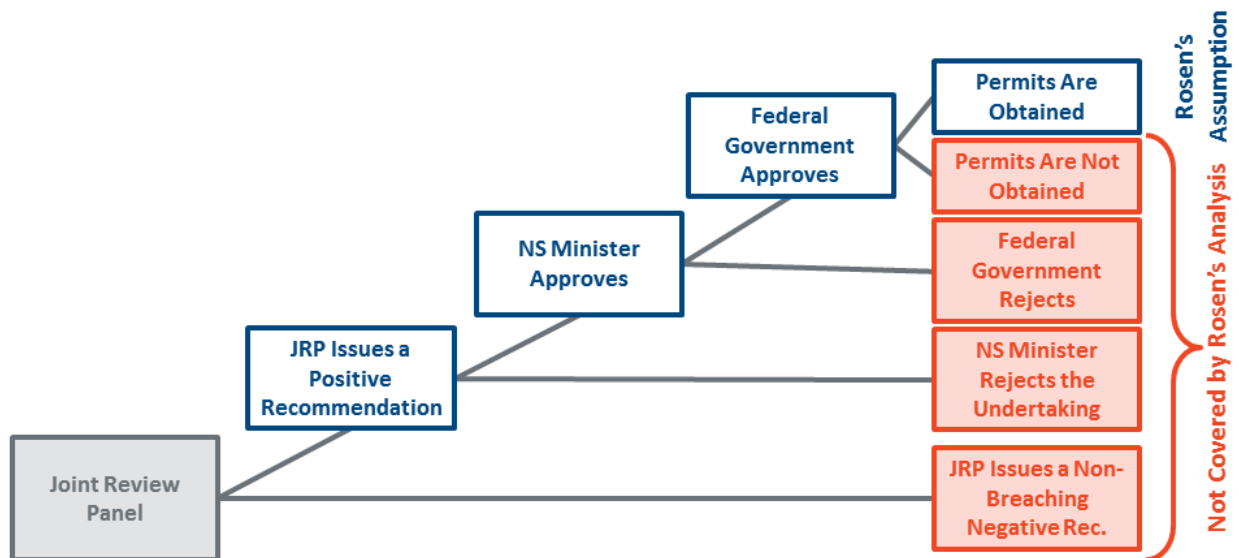 Rosen's
Assumption
Permits Are
Obtained
Federal
Government
Approves
Permits Are Not
Obtained
Not Covered by Rosen's Analysis
NS Minister
Approves
Federal
Government
Rejects
JRP Issues a
Positive
Recommendation
NS Minister
Rejects the
Undertaking
Joint Review
Panel
JRP Issues a Non-
Breaching
Negative Rec.